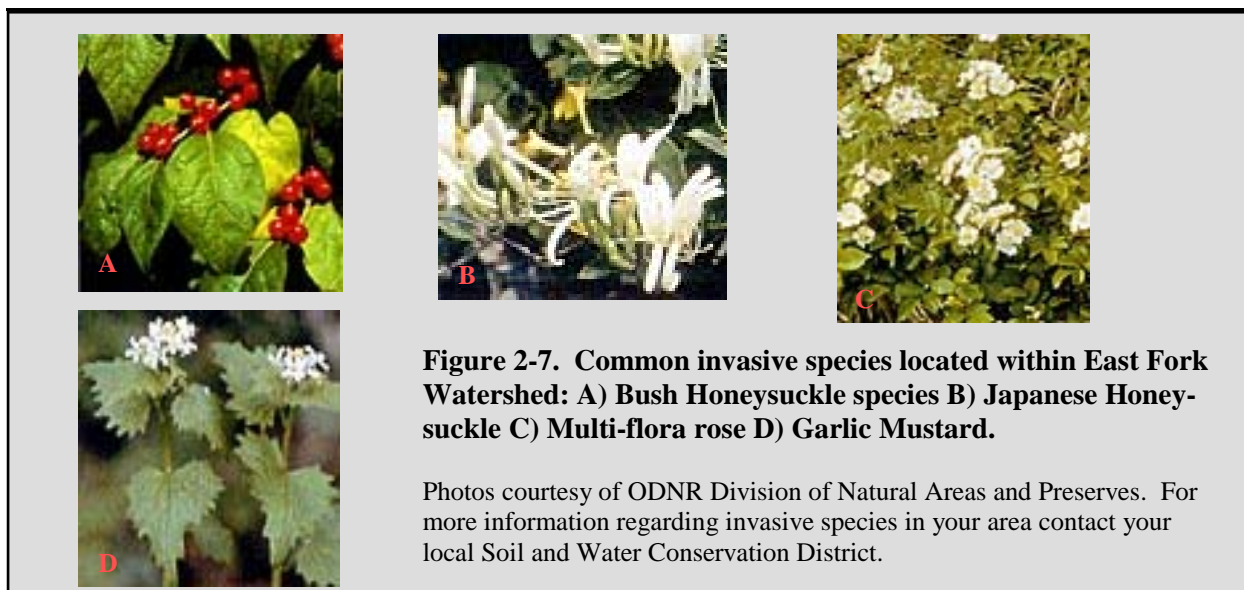 A
B
C
D
Figure 2-7.  Common invasive species located within East Fork
Watershed: A) Bush Honeysuckle species B) Japanese Honey-
suckle C) Multi-flora rose D) Garlic Mustard.
Photos courtesy of ODNR Division of Natural Areas and Preserves.  For
more information regarding invasive species in your area contact your
local Soil and Water Conservation District.